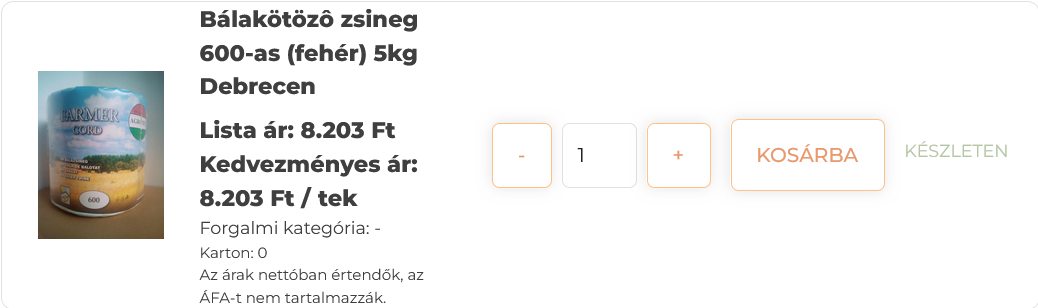 Bálakötözô zsineg
600-as (fehér) 5kg
Debrecen
Lista ár: 8.203 Ft
Kedvezményes ár:
8.203 Ft / tek
Forgalmi kategória: -
Karton: 0
Az árak nettóban értendők, az
ÁFA-t nem tartalmazzák.
FARMER
CORD
600
-
1
+
KOSÁRBA
KÉSZLETEN